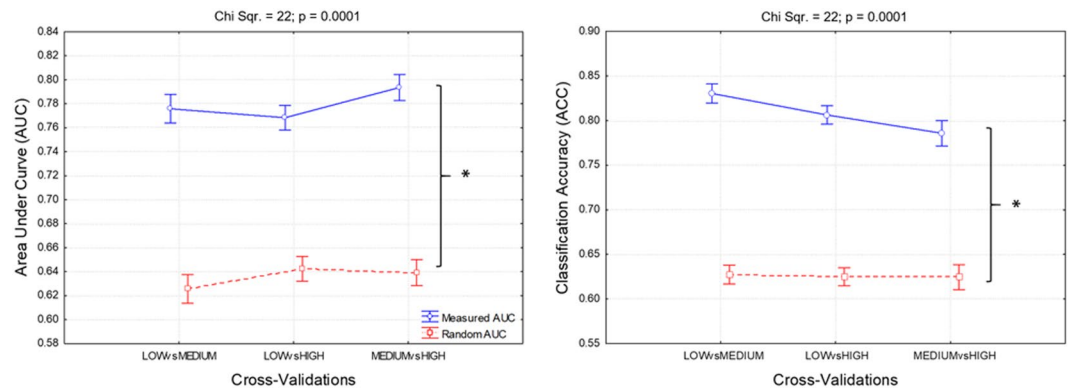 Chi Sqr. = 22; p = 0.0001
Area Under Curve (AUC)
0.84
0.82
0.80
0.78
0.76
0.74
0.72
0.70
0.68
0.66
0.64
0.62
0.60
0.58
*
Measured AUC
Random AUC
LOWvsMEDIUM LOWvsHIGH MEDIUMvsHIGH
Cross-Validations
Chi Sqr. = 22; p = 0.0001
Classification Accuracy (ACC)
0.90
0.85
0.80
0.75
0.70
0.65
0.60
0.55
*
LOWvsMEDIUM LOWvsHIGH MEDIUMvsHIGH
Cross-Validations